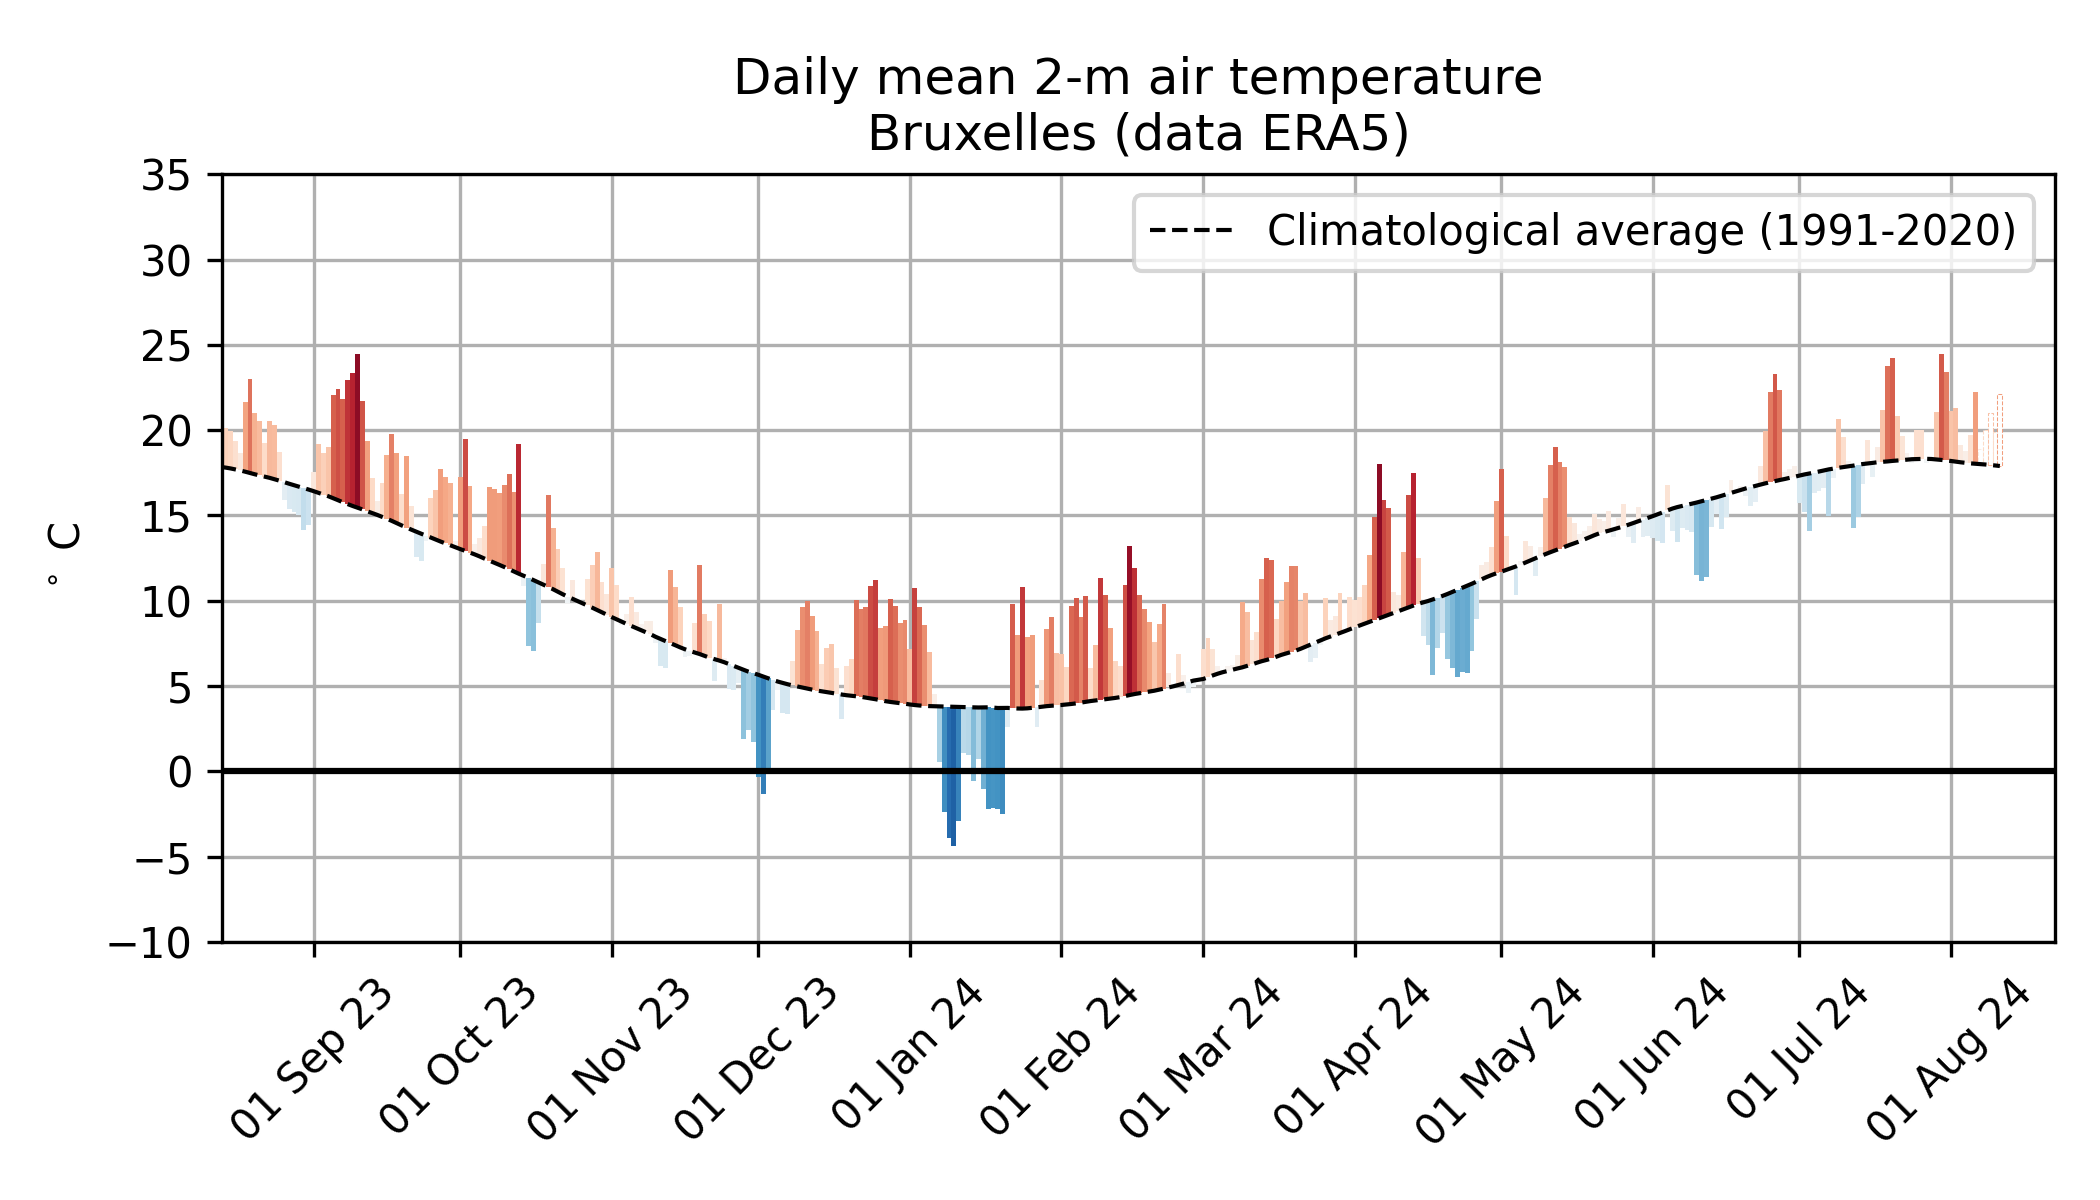 Daily mean 2-m air temperature
Bruxelles (data ERA5)
Climatological average (1991-2020)
35
30
25
20
15
10
5
0
−5
−10
° C
01 Sep 23
01 Oct 23
01 Nov 23
01 Dec 23
01 Jan 24
01 Feb 24
01 Mar 24
01 Apr 24
01 May 24
01 Jun 24
01 Jul 24
01 Aug 24